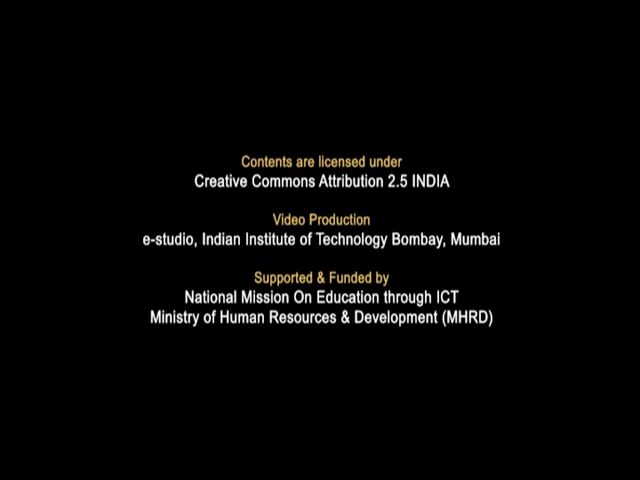 Contents are licensed under
Creative Commons Attribution 2.5 INDIA
Video Production
e-studio, Indian Institute of Technology Bombay, Mumbai
Supported & Funded by
National Mission On Education through ICT
Ministry of Human Resources & Development (MHRD)